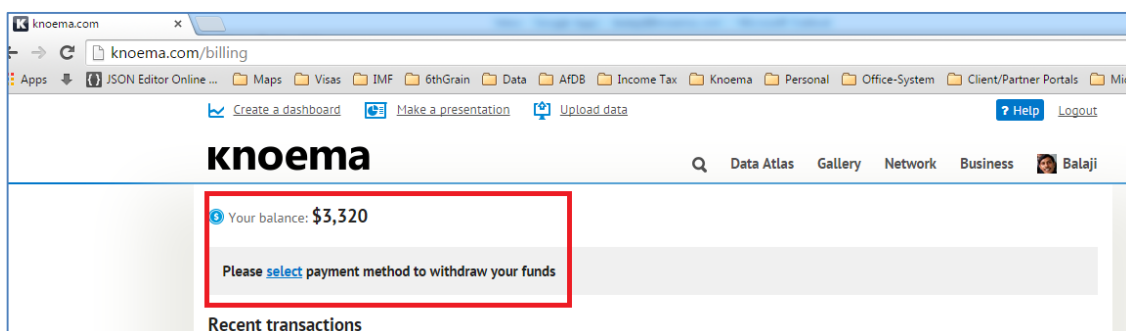 knoema.com ×
knoema.com/billing
Apps JSON Editor Online ... Maps Visas IMF 6thGrain Data AfDB Income Tax Knoema Personal Office-System Client/Partner Portals
Create a dashboard Make a presentation Upload data ? Help Logout
knoema Data Atlas Gallery Network Business Balaji
Your balance: $3,320
Please select payment method to withdraw your funds
Recent transactions